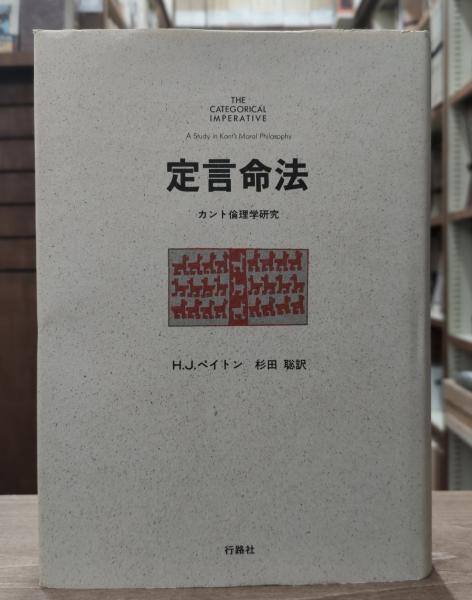 THE
CATEGORICAL
IMPERATIVE
A Study in Kant's Moral Philosophy
定言命法
カント倫理学研究
H.J.ペイトン 杉田 聡訳
行路社